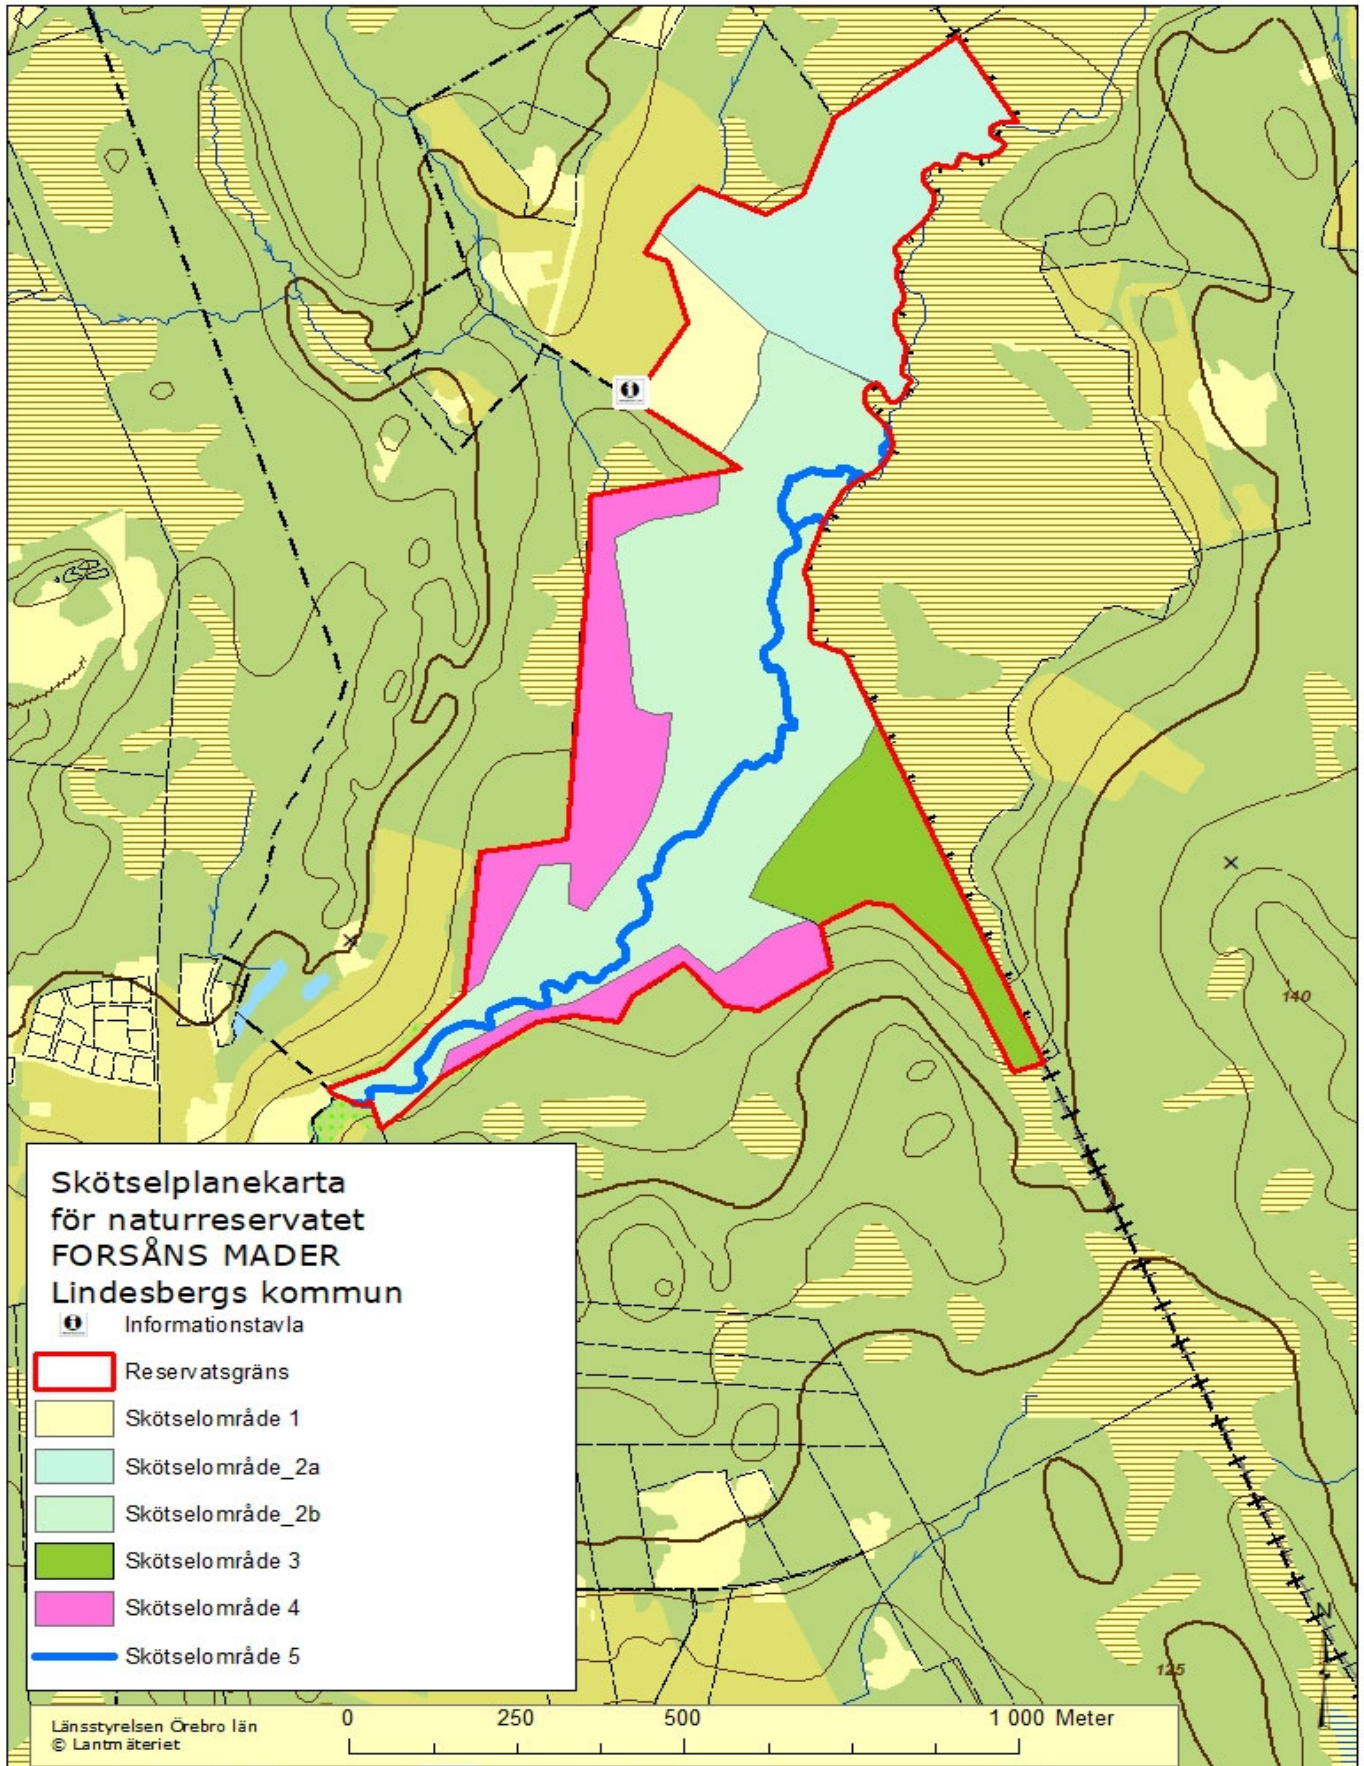 140
Skötselplanekarta
för naturreservatet
FORSÅNS MADER
Lindesbergs kommun
Informationstavla
Reservatsgräns
Skötselområde 1
Skötselområde_2a
Skötselområde_2b
Skötselområde 3
Skötselområde 4
Skötselområde 5
N
125
Länsstyrelsen Örebro län
© Lantmäteriet
0 250 500 1 000 Meter